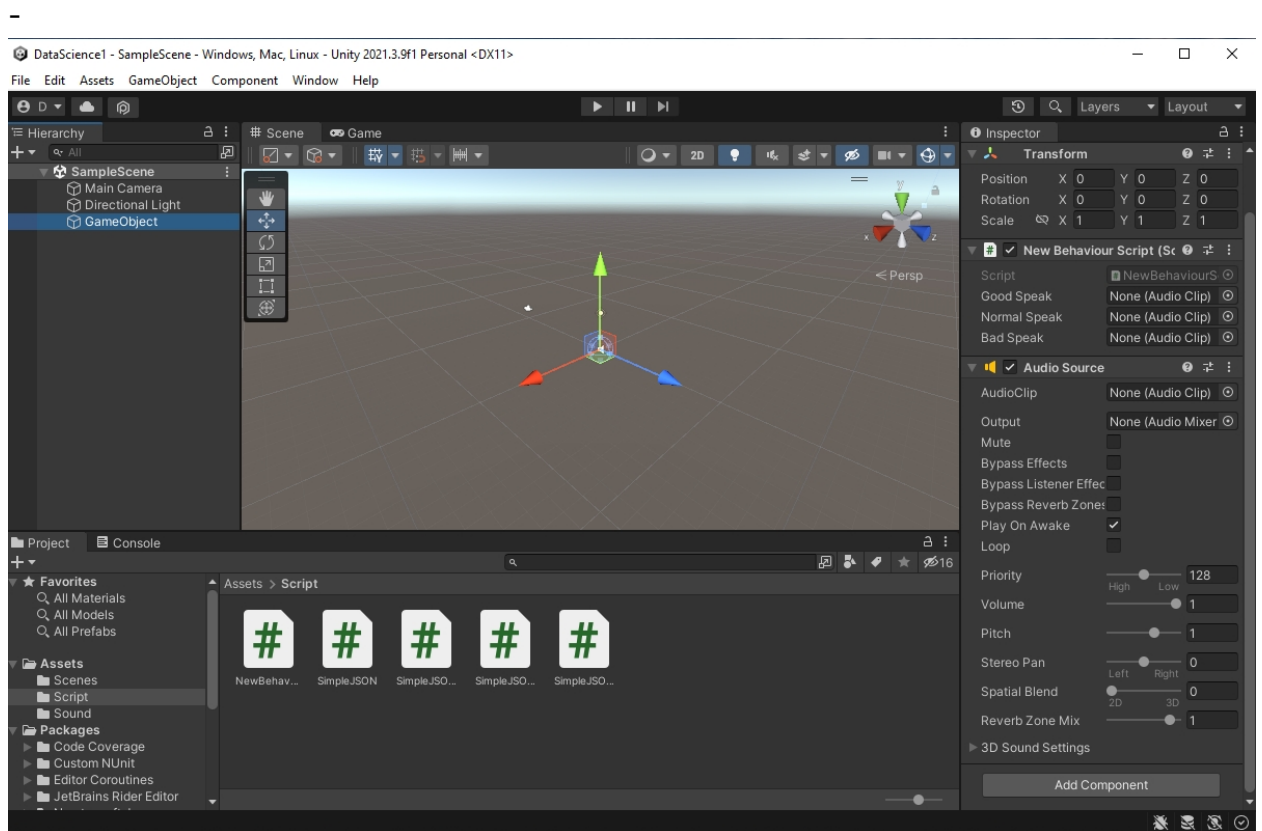 -
DataScience1 - SampleScene - Windows, Mac, Linux - Unity 2021.3.9f1 Personal <DX11>
File Edit Assets GameObject Component Window Help
D Layers Layout
Hierarchy
All
SampleScene
Main Camera
Directional Light
GameObject
Scene Game
2D
y
x z
Persp
Inspector
Transform
Position X 0 Y 0 Z 0
Rotation X 0 Y 0 Z 0
Scale X 1 Y 1 Z 1
# New Behaviour Script (Sc
Script NewBehaviourS
Good Speak None (Audio Clip)
Normal Speak None (Audio Clip)
Bad Speak None (Audio Clip)
Audio Source
AudioClip None (Audio Clip)
Output None (Audio Mixer
Mute
Bypass Effects
Bypass Listener Effec
Bypass Reverb Zones
Play On Awake
Loop
Priority 128
High Low
Volume 1
Pitch 1
Stereo Pan 0
Left Right
Spatial Blend 0
2D 3D
Reverb Zone Mix 1
3D Sound Settings
Add Component
Project Console
16
Favorites
All Materials
All Models
All Prefabs
Assets
Scenes
Script
Sound
Packages
Code Coverage
Custom NUnit
Editor Coroutines
JetBrains Rider Editor
Assets > Script
# # # # #
NewBehav... SimpleJSON SimpleJSO... SimpleJSO... SimpleJSO...